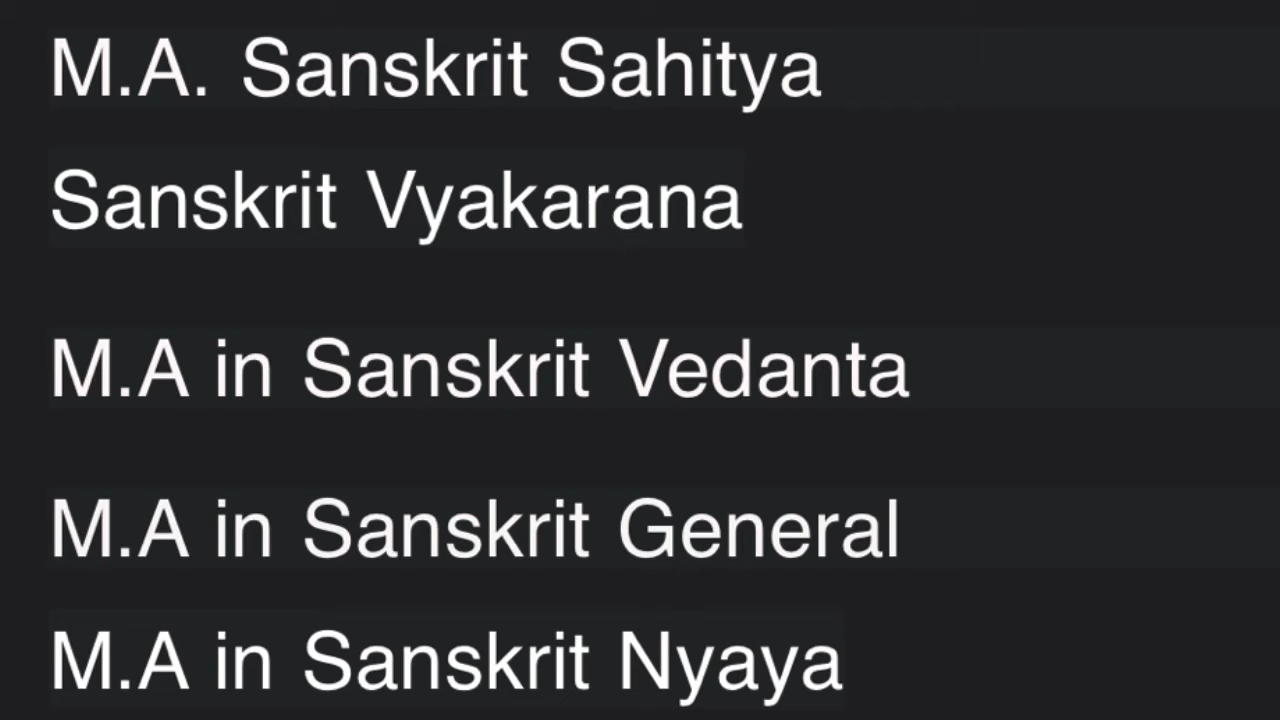 M.A. Sanskrit Sahitya
Sanskrit Vyakarana
M.A in Sanskrit Vedanta
M.A in Sanskrit General
M.A in Sanskrit Nyaya